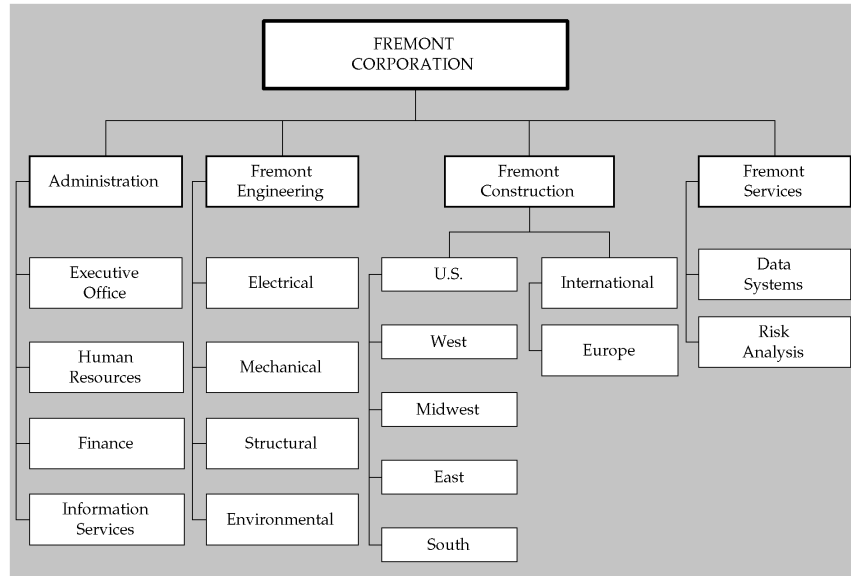 FREMONT
CORPORATION
Administration
Fremont
Engineering
Fremont
Construction
Fremont
Services
Executive
Office
Human
Resources
Finance
Information
Services
Electrical
Mechanical
Structural
Environmental
U.S.
West
Midwest
East
South
International
Europe
Data
Systems
Risk
Analysis